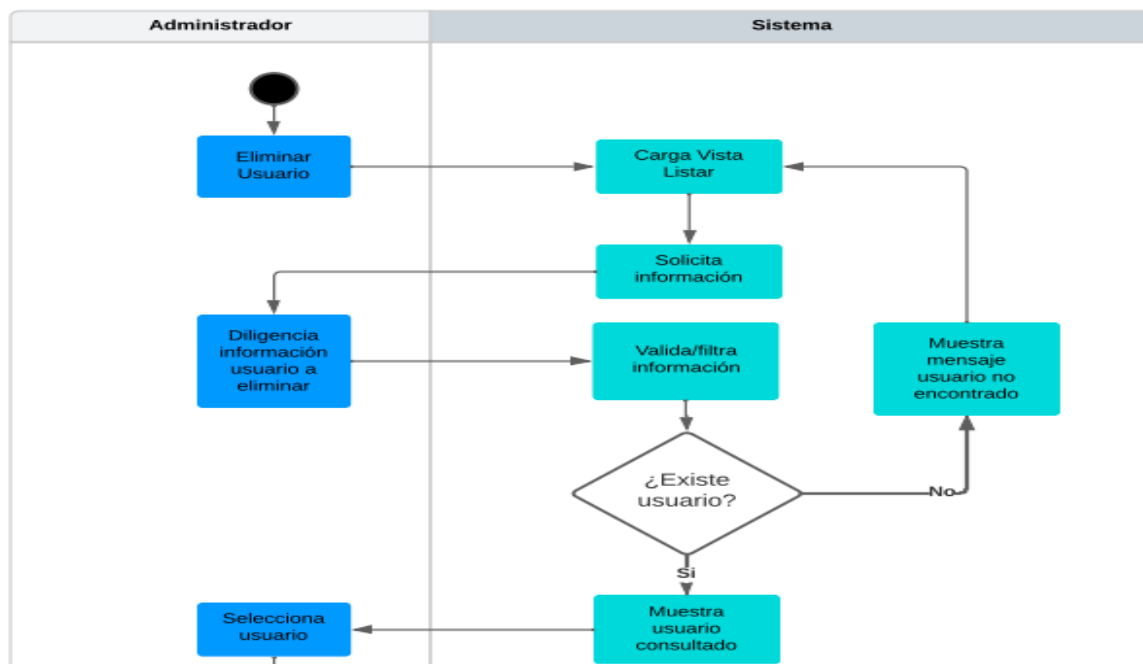 Administrador
Sistema
Eliminar
Usuario
Carga Vista
Listar
Solicita
información
Diligencia
información
usuario a
eliminar
Valida/filtra
información
Muestra
mensaje
usuario no
encontrado
¿Existe
usuario?
No
Si
Selecciona
usuario
Muestra
usuario
consultado